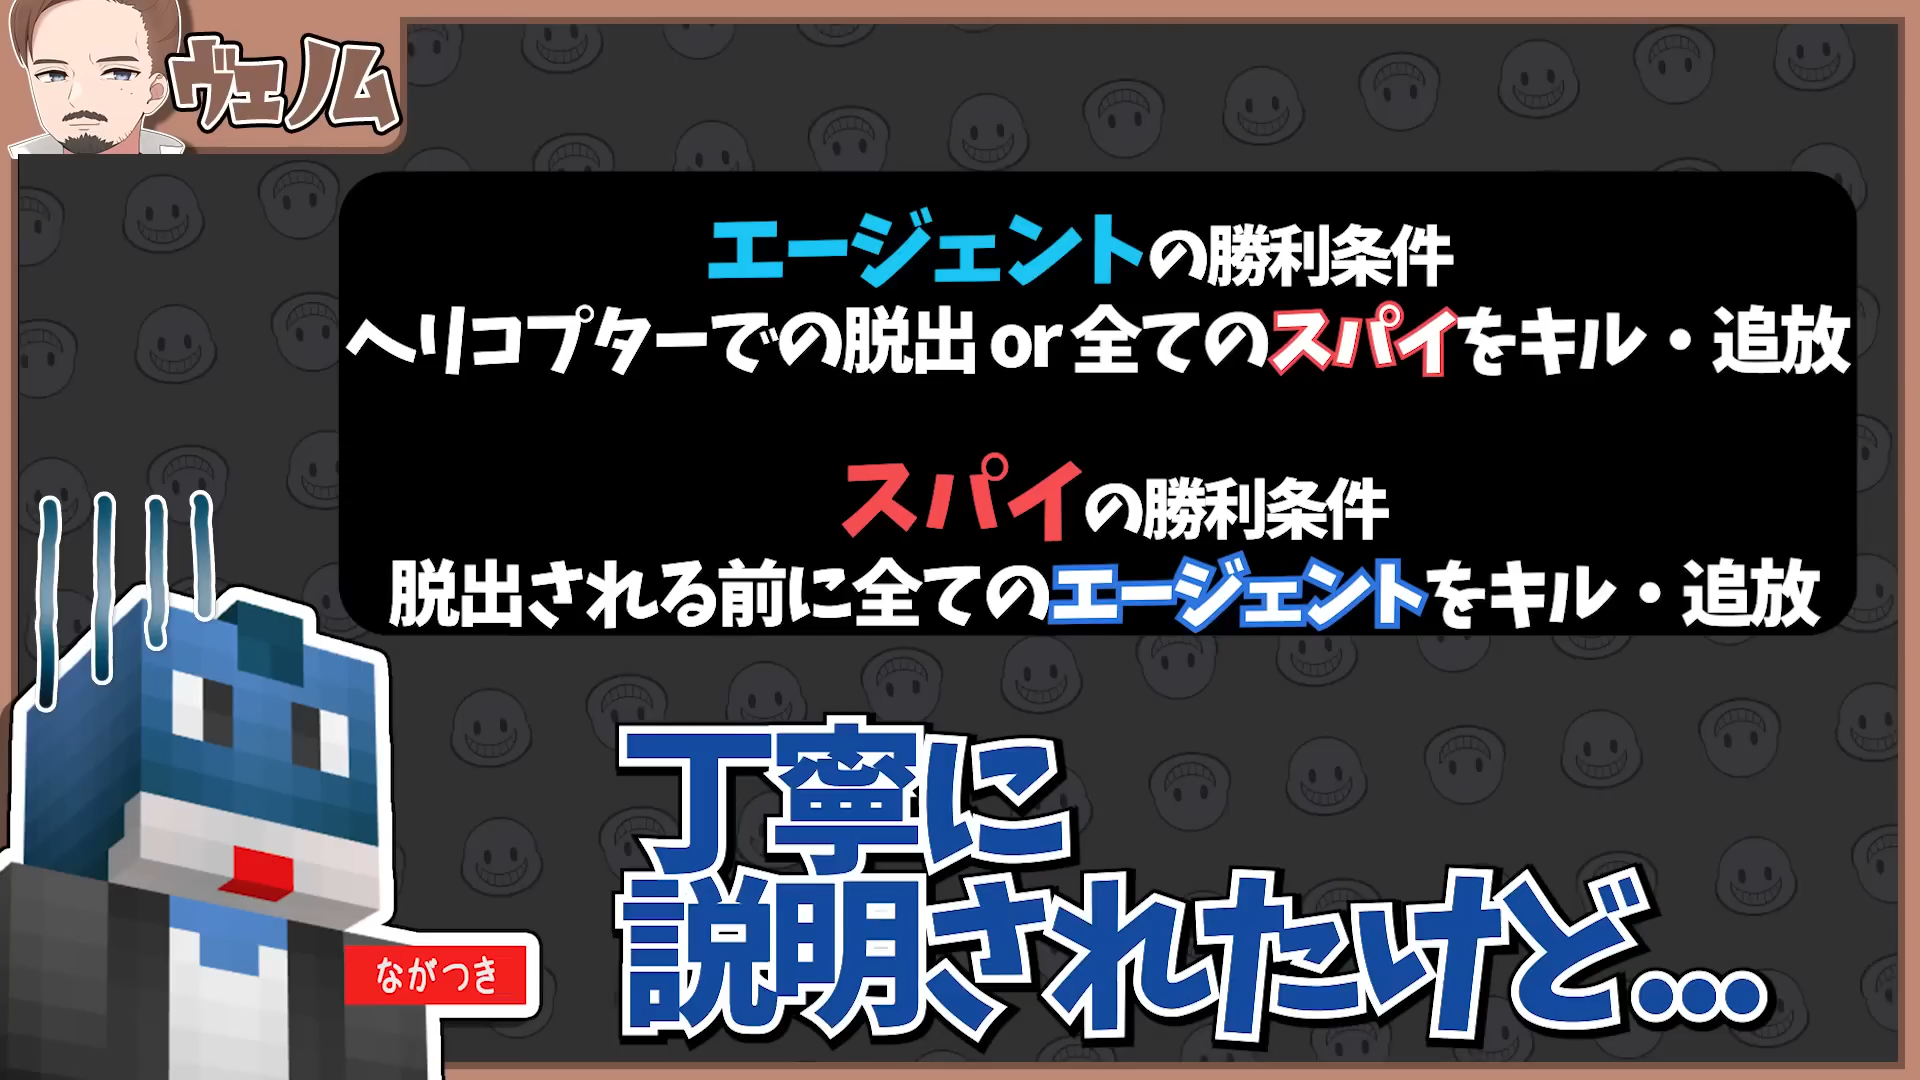 ヴェノム
エージェントの勝利条件
ヘリコプターでの脱出 or 全てのスパイをキル・追放
スパイの勝利条件
脱出される前に全てのエージェントをキル・追放
丁寧に
説明されたけど...
ながつき